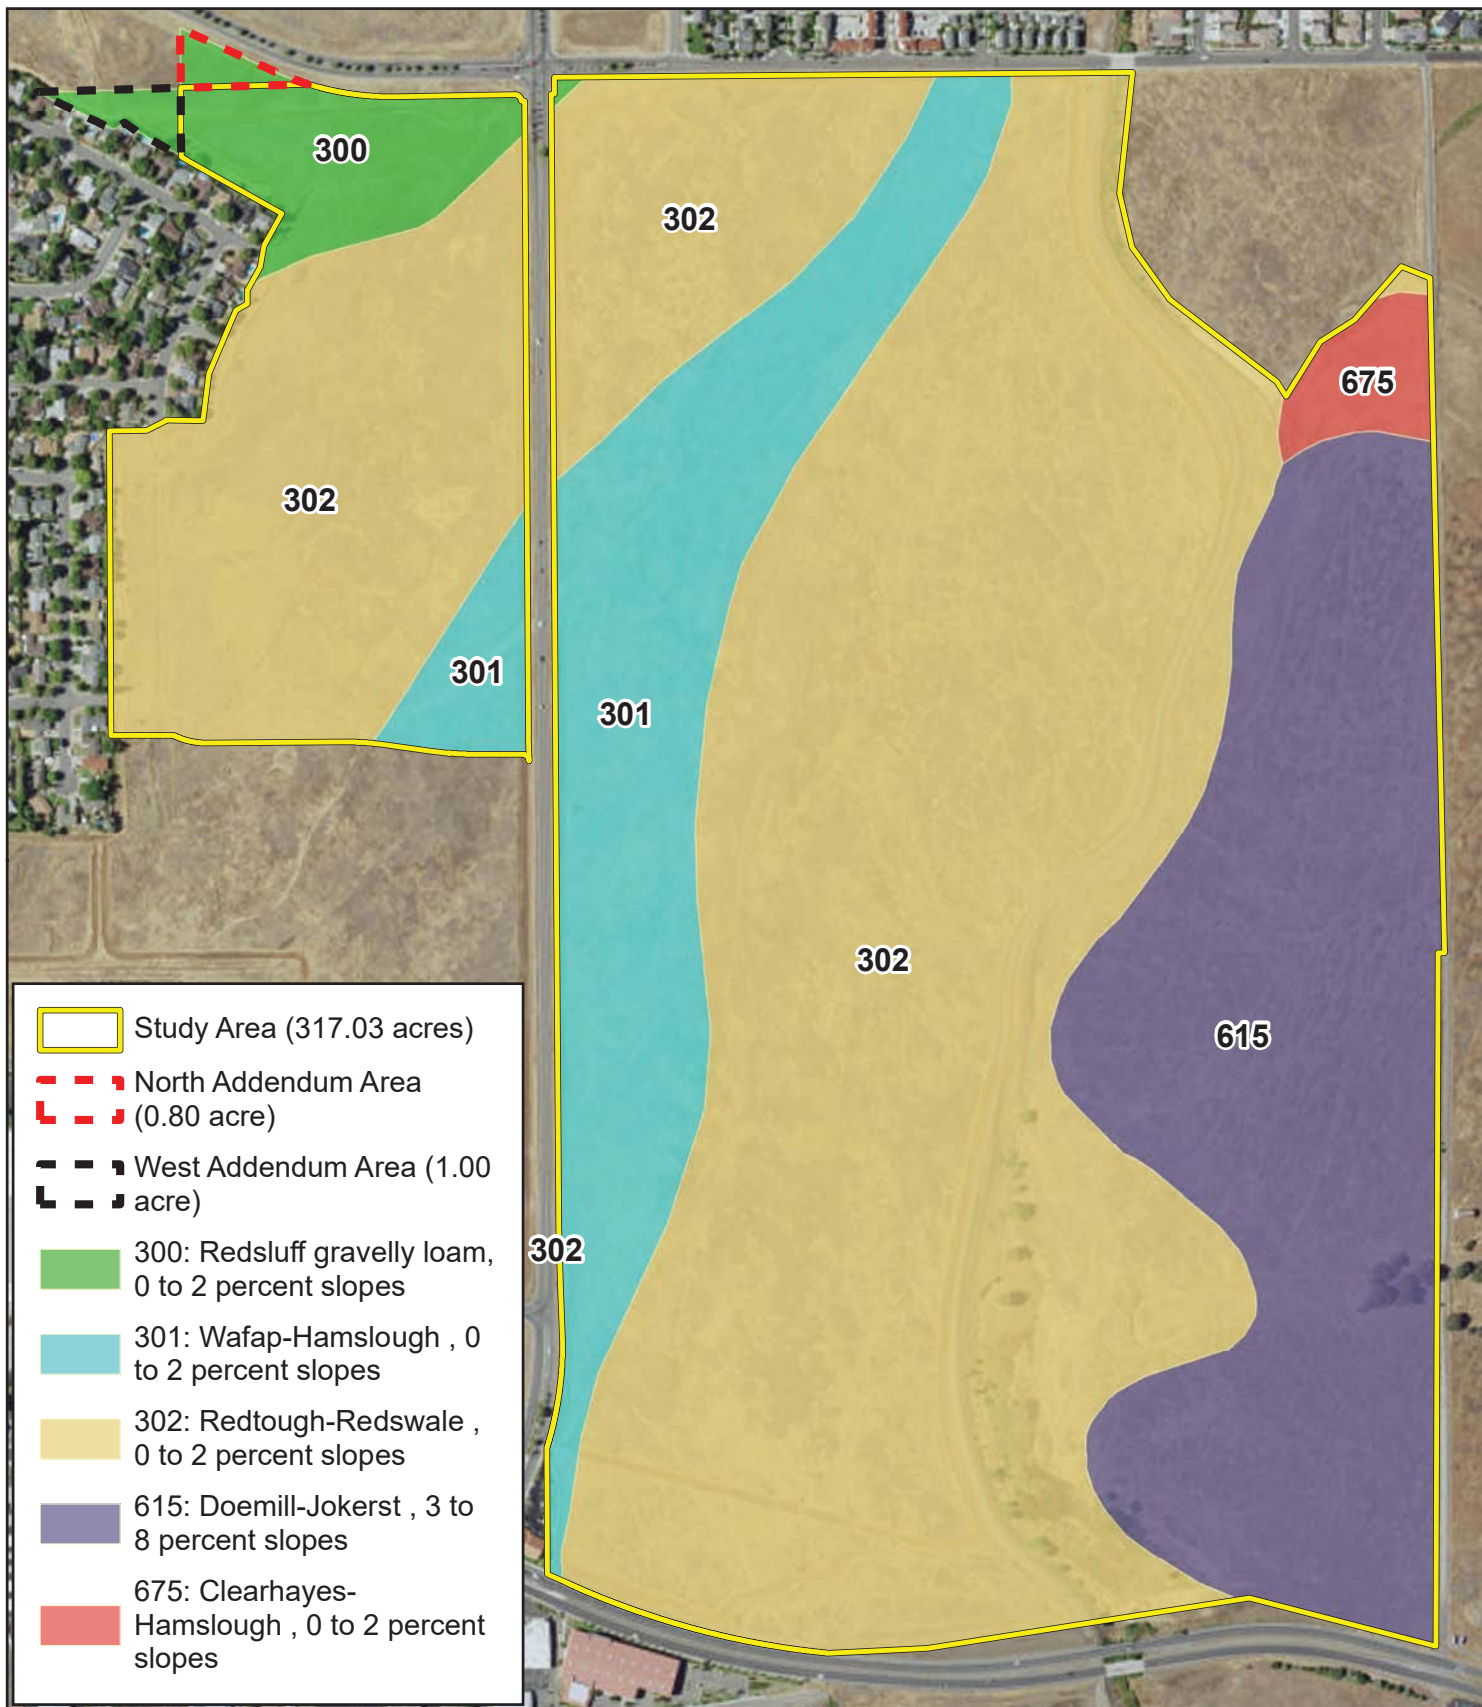 300
302
675
302
301
301
302
615
302
Study Area (317.03 acres)
North Addendum Area
(0.80 acre)
West Addendum Area (1.00
acre)
300: Redsluff gravelly loam,
0 to 2 percent slopes
301: Wafap-Hamslough , 0
to 2 percent slopes
302: Redtough-Redswale ,
0 to 2 percent slopes
615: Doemill-Jokerst , 3 to
8 percent slopes
675: Clearhayes-
Hamslough , 0 to 2 percent
slopes